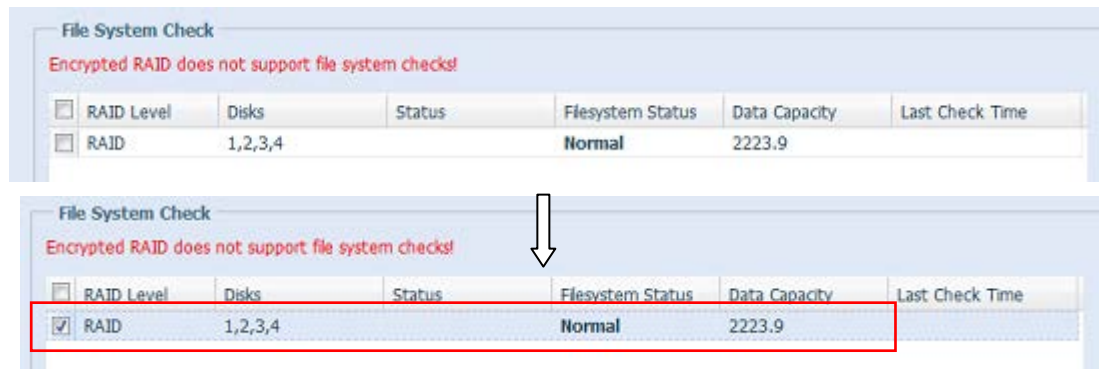 File System Check
Encrypted RAID does not support file system checks!
RAID Level Disks Status Filesystem Status Data Capacity Last Check Time
RAID 1,2,3,4 Normal 2223.9
File System Check
Encrypted RAID does not support file system checks!
RAID Level Disks Status Filesystem Status Data Capacity Last Check Time
RAID 1,2,3,4 Normal 2223.9